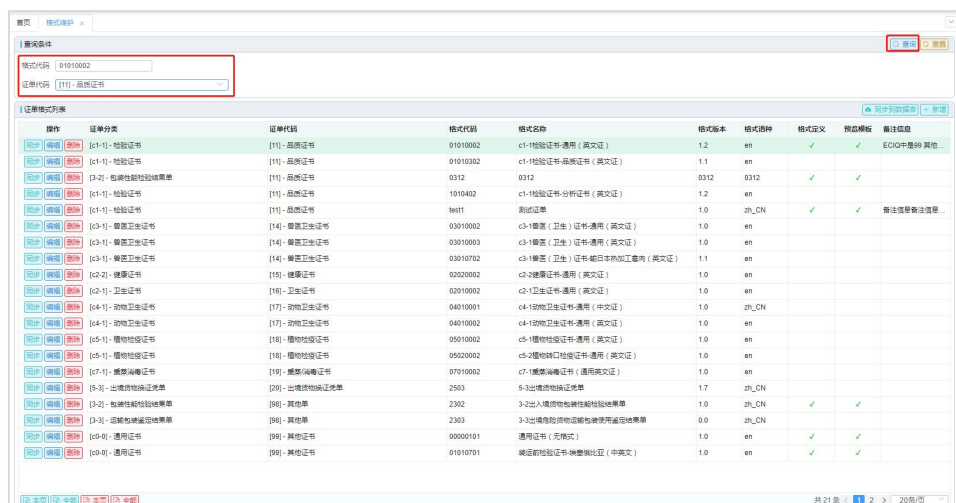 首页 格式维护 ×
查询条件 查询 重置
格式代码 01010002
证单代码 [11] - 品质证书
证单格式列表 同步到数据库 + 新增
操作 证单分类 证单代码 格式代码 格式名称 格式版本 格式语种 格式定义 预览模板 备注信息
同步 编辑 删除 [c1-1] - 检验证书 [11] - 品质证书 01010002 c1-1检验证书-通用（英文证） 1.2 en ✓ ✓ ECIQ中是99 其他...
同步 编辑 删除 [c1-1] - 检验证书 [11] - 品质证书 01010302 c1-1检验证书-品质证书（英文证） 1.1 en
同步 编辑 删除 [3-2] - 包装性能检验结果单 [11] - 品质证书 0312 0312 0312 0312 ✓ ✓
同步 编辑 删除 [c1-1] - 检验证书 [11] - 品质证书 1010402 c1-1检验证书-分析证书（英文证） 1.2 en
同步 编辑 删除 [c1-1] - 检验证书 [11] - 品质证书 test1 测试证单 1.0 zh_CN ✓ ✓ 备注信息备注信息...
同步 编辑 删除 [c3-1] - 兽医卫生证书 [14] - 兽医卫生证书 03010002 c3-1兽医（卫生）证书-通用（英文证） 1.0 en
同步 编辑 删除 [c3-1] - 兽医卫生证书 [14] - 兽医卫生证书 03010003 c3-1兽医（卫生）证书-通用（英文证） 1.0 en
同步 编辑 删除 [c3-1] - 兽医卫生证书 [14] - 兽医卫生证书 03010702 c3-1兽医（卫生）证书-输日本热加工禽肉（英文证） 1.1 en
同步 编辑 删除 [c2-2] - 健康证书 [15] - 健康证书 02020002 c2-2健康证书-通用（英文证） 1.0 en
同步 编辑 删除 [c2-1] - 卫生证书 [16] - 卫生证书 02010002 c2-1卫生证书-通用（英文证） 1.0 en
同步 编辑 删除 [c4-1] - 动物卫生证书 [17] - 动物卫生证书 04010001 c4-1动物卫生证书-通用（中文证） 1.0 zh_CN
同步 编辑 删除 [c4-1] - 动物卫生证书 [17] - 动物卫生证书 04010002 c4-1动物卫生证书-通用（英文证） 1.0 en
同步 编辑 删除 [c5-1] - 植物检疫证书 [18] - 植物检疫证书 05010002 c5-1植物检疫证书-通用（英文证） 1.0 en
同步 编辑 删除 [c5-1] - 植物检疫证书 [18] - 植物检疫证书 05020002 c5-2植物转口检疫证书-通用（英文证） 1.0 en
同步 编辑 删除 [c7-1] - 熏蒸消毒证书 [19] - 熏蒸/消毒证书 07010002 c7-1熏蒸消毒证书（通用英文证） 1.0 en
同步 编辑 删除 [5-3] - 出境货物换证凭单 [20] - 出境货物换证凭单 2503 5-3出境货物换证凭单 1.7 zh_CN
同步 编辑 删除 [3-2] - 包装性能检验结果单 [98] - 其他单 2302 3-2出入境货物包装性能检验结果单 1.0 zh_CN ✓ ✓
同步 编辑 删除 [3-3] - 运输包装鉴定结果单 [98] - 其他单 2303 3-3出境危险货物运输包装使用鉴定结果单 0.0 zh_CN
同步 编辑 删除 [c0-0] - 通用证书 [99] - 其他证书 00000101 通用证书（无格式） 1.0 en ✓ ✓
同步 编辑 删除 [c0-0] - 通用证书 [99] - 其他证书 01010701 装运前检验证书-埃塞俄比亚（中英文） 1.0 en ✓ ✓
本页 全部 本页 全部 共 21 条 < 1 2 > 20条/页